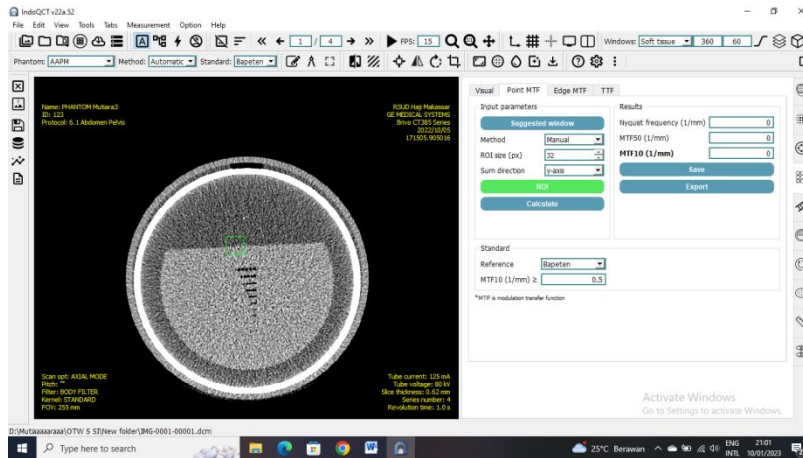 IndoQCT v22a.52
File Edit View Tools Tabs Measurement Option Help
1 / 4 FPS: 15 Windows: Soft tissue 360 60
Phantom: AAPM Method: Automatic Standard: Bapeten
Name: PHANTOM Mutiara3
ID: 123
Protocol: 6.1 Abdomen Pelvis
RSUD Haji Makassar
GE MEDICAL SYSTEMS
Brivo CT385 Series
2022/10/05
171505.905016
Scan opt: AXIAL MODE
Pitch: ""
Filter: BODY FILTER
Kernel: STANDARD
FOV: 255 mm
Tube current: 125 mA
Tube voltage: 80 kV
Slice thickness: 0.62 mm
Series number: 4
Revolution time: 1.0 s
Visual Point MTF Edge MTF TTF
Input parameters
Suggested window
Method Manual
ROI size (px) 32
Sum direction y-axis
ROI
Calculate
Results
Nyquist frequency (1/mm) 0
MTF50 (1/mm) 0
MTF10 (1/mm) 0
Save
Export
Standard
Reference Bapeten
MTF10 (1/mm) ≥ 0.5
*MTF is modulation transfer function
Activate Windows
Go to Settings to activate Windows.
D:\Mutiaaaaaraaa\OTW S SI\New folder\IMG-0001-00001.dcm
Type here to search
25°C Berawan
ENG
INTL
21:01
10/01/2023